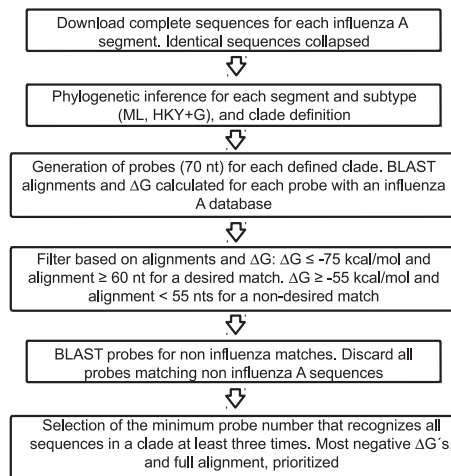 Download complete sequences for each influenza A
segment. Identical sequences collapsed
Phylogenetic inference for each segment and subtype
(ML, HKY+G), and clade definition
Generation of probes (70 nt) for each defined clade. BLAST
alignments and ΔG calculated for each probe with an influenza
A database
Filter based on alignments and ΔG: ΔG ≤ -75 kcal/mol and
alignment ≥ 60 nt for a desired match. ΔG ≥ -55 kcal/mol and
alignment < 55 nts for a non-desired match
BLAST probes for non influenza matches. Discard all
probes matching non influenza A sequences
Selection of the minimum probe number that recognizes all
sequences in a clade at least three times. Most negative ΔG´s,
and full alignment, prioritized